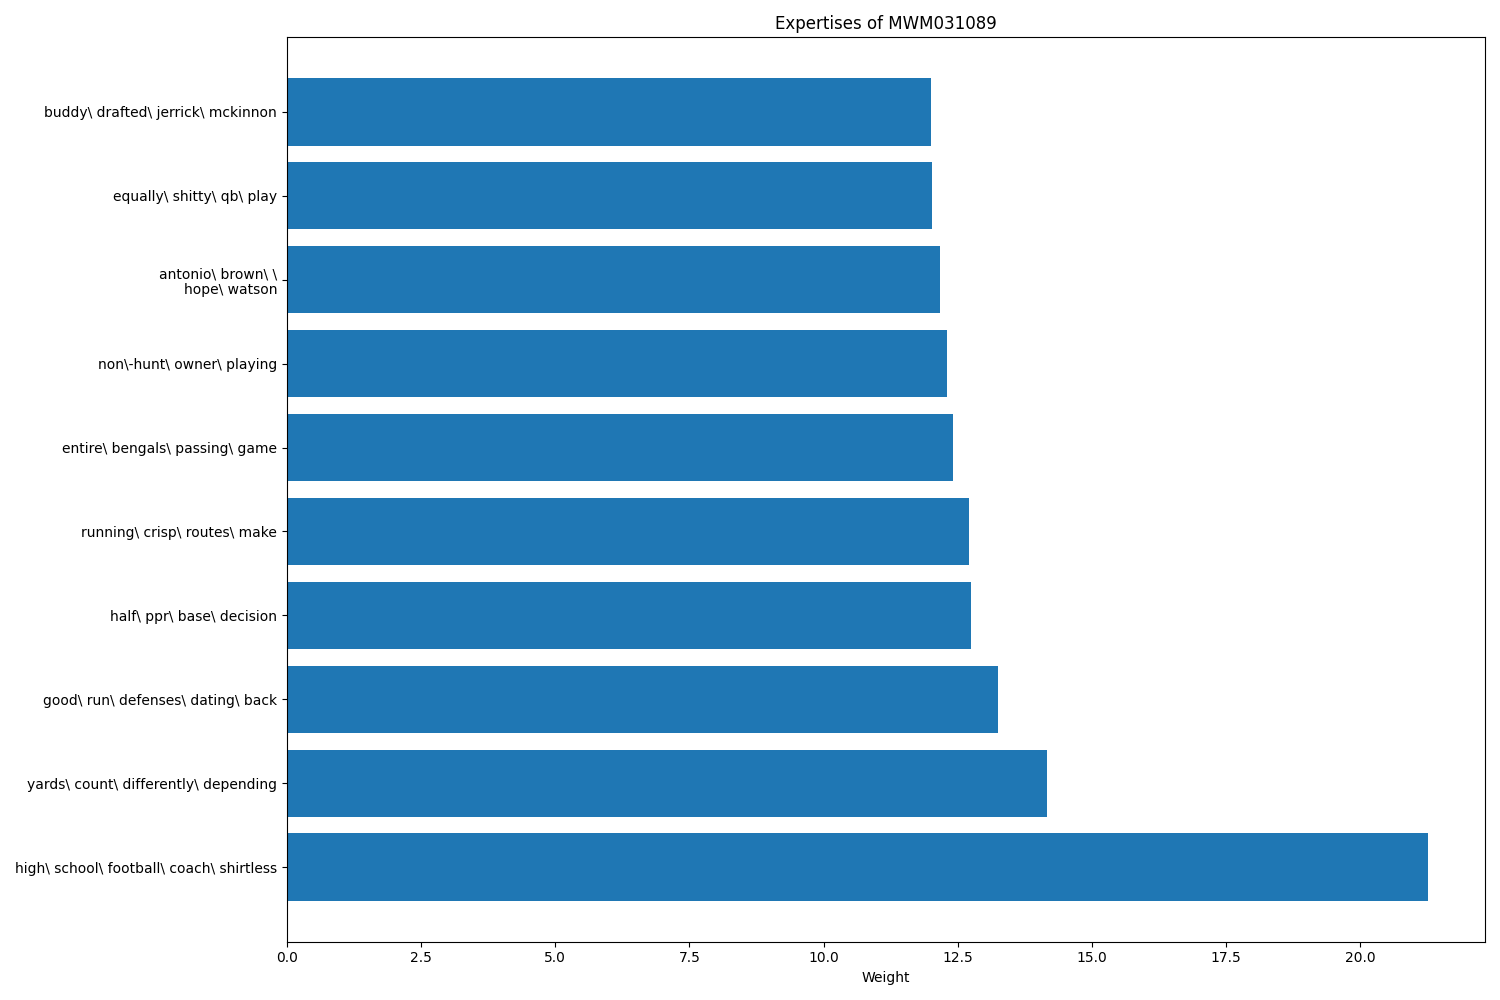 Expertises of MWM031089
buddy\ drafted\ jerrick\ mckinnon
equally\ shitty\ qb\ play
antonio\ brown\ \
hope\ watson
non\-hunt\ owner\ playing
entire\ bengals\ passing\ game
running\ crisp\ routes\ make
half\ ppr\ base\ decision
good\ run\ defenses\ dating\ back
yards\ count\ differently\ depending
high\ school\ football\ coach\ shirtless
0.0 2.5 5.0 7.5 10.0 12.5 15.0 17.5 20.0
Weight